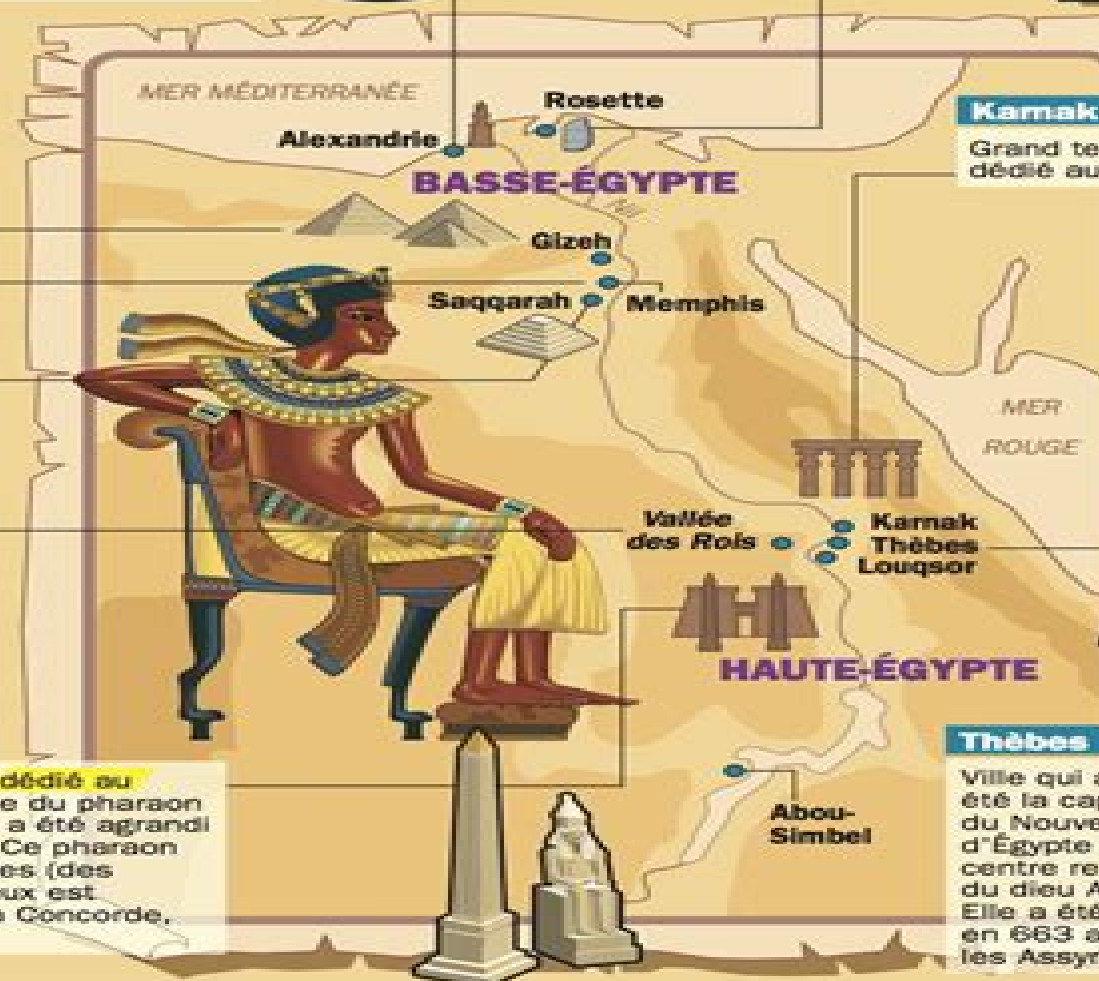 MER MÉDITERRANÉE
Rosette
Alexandrie
BASSE-ÉGYPTE
Nil
Gizeh
Saqqarah
Memphis
Karnak
Grand te
dédié au
MER
ROUGE
Vallée
des Rois
Karnak
Thèbes
Louqsor
HAUTE-ÉGYPTE
Abou-
Simbel
dédié au
e du pharaon
a été agrandi
Ce pharaon
es (des
ux est
Concorde,
Thèbes
Ville qui a
été la cap
du Nouve
d'Égypte
centre re
du dieu A
Elle a été
en 663 a
les Assyr